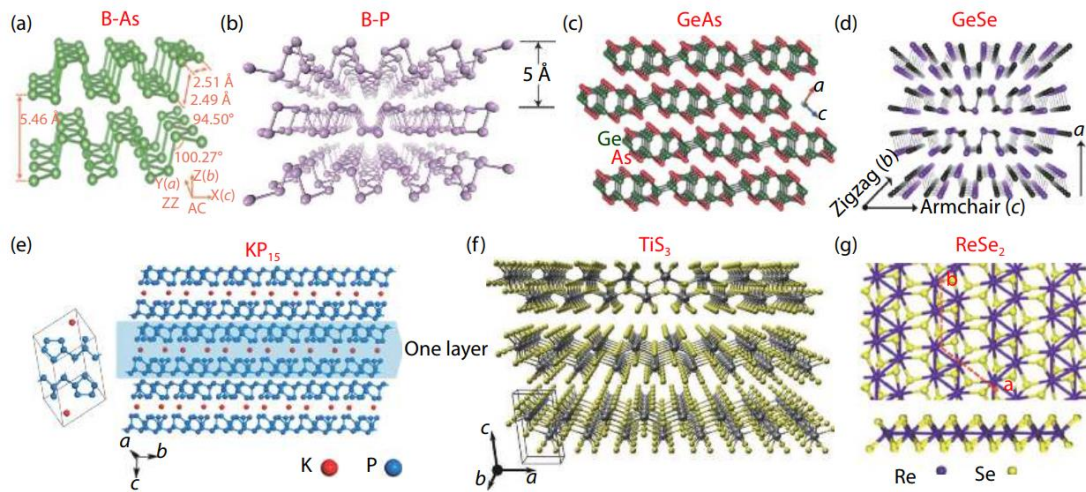 (a) B-As
2.51 Å
2.49 Å
94.50°
5.46 Å
100.27°
Y(a) Z(b)
X(c)
ZZ AC
(b) B-P
5 Å
(c) GeAs
a
c
Ge
As
(d) GeSe
a
Zigzag (b)
Armchair (c)
(e) KP₁₅
One layer
a b
c
K P
(f) TiS₃
c
b a
(g) ReSe₂
b
a
Re Se